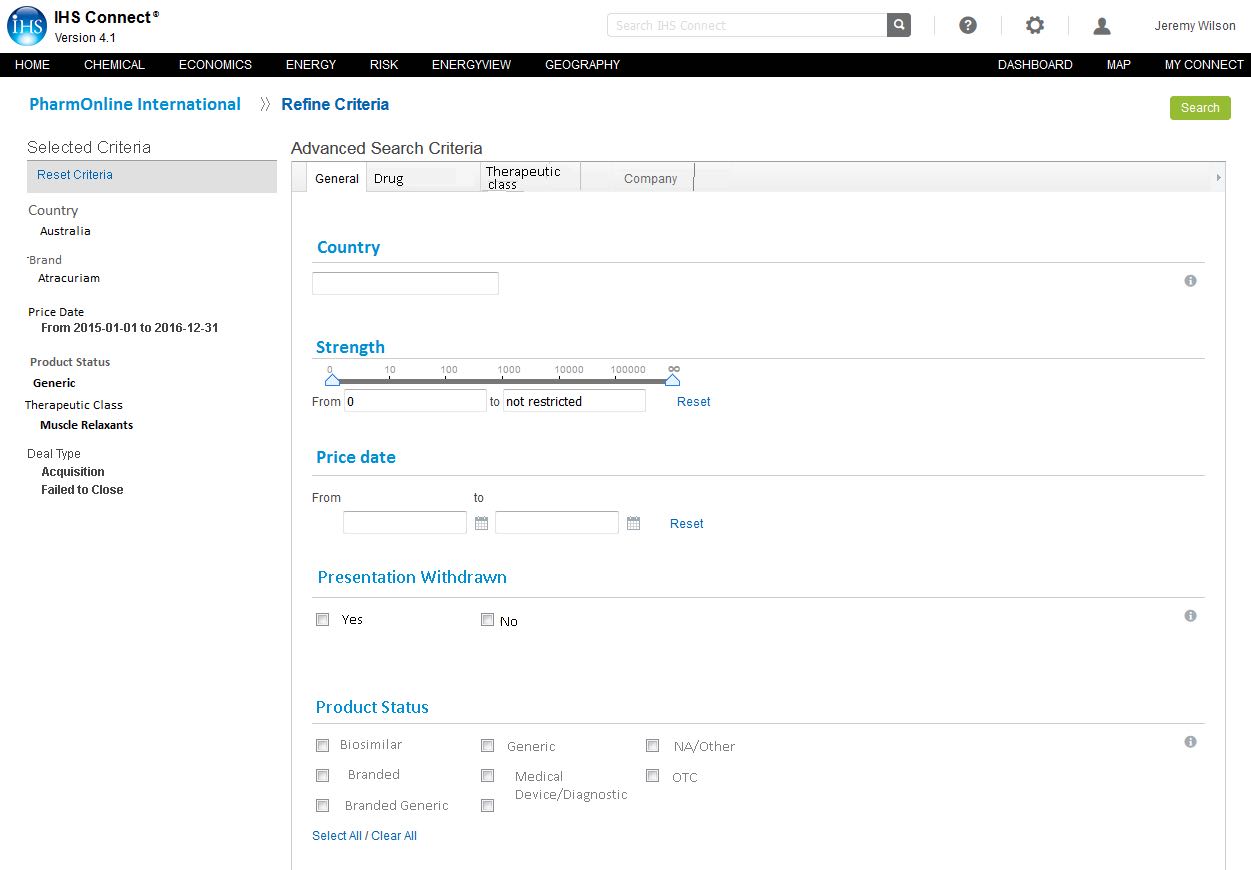 IHS
IHS Connect®
Version 4.1
Search IHS Connect
?
Jeremy Wilson
HOME CHEMICAL ECONOMICS ENERGY RISK ENERGYVIEW GEOGRAPHY DASHBOARD MAP MY CONNECT
PharmOnline International » Refine Criteria
Search
Selected Criteria
Reset Criteria
Country
Australia
Brand
Atracuriam
Price Date
From 2015-01-01 to 2016-12-31
Product Status
Generic
Therapeutic Class
Muscle Relaxants
Deal Type
Acquisition
Failed to Close
Advanced Search Criteria
General Drug Therapeutic class Company
Country
Strength
0 10 100 1000 10000 100000 ∞
From 0 to not restricted Reset
Price date
From to
Reset
Presentation Withdrawn
Yes No
Product Status
Biosimilar Generic NA/Other
Branded Medical Device/Diagnostic OTC
Branded Generic
Select All / Clear All